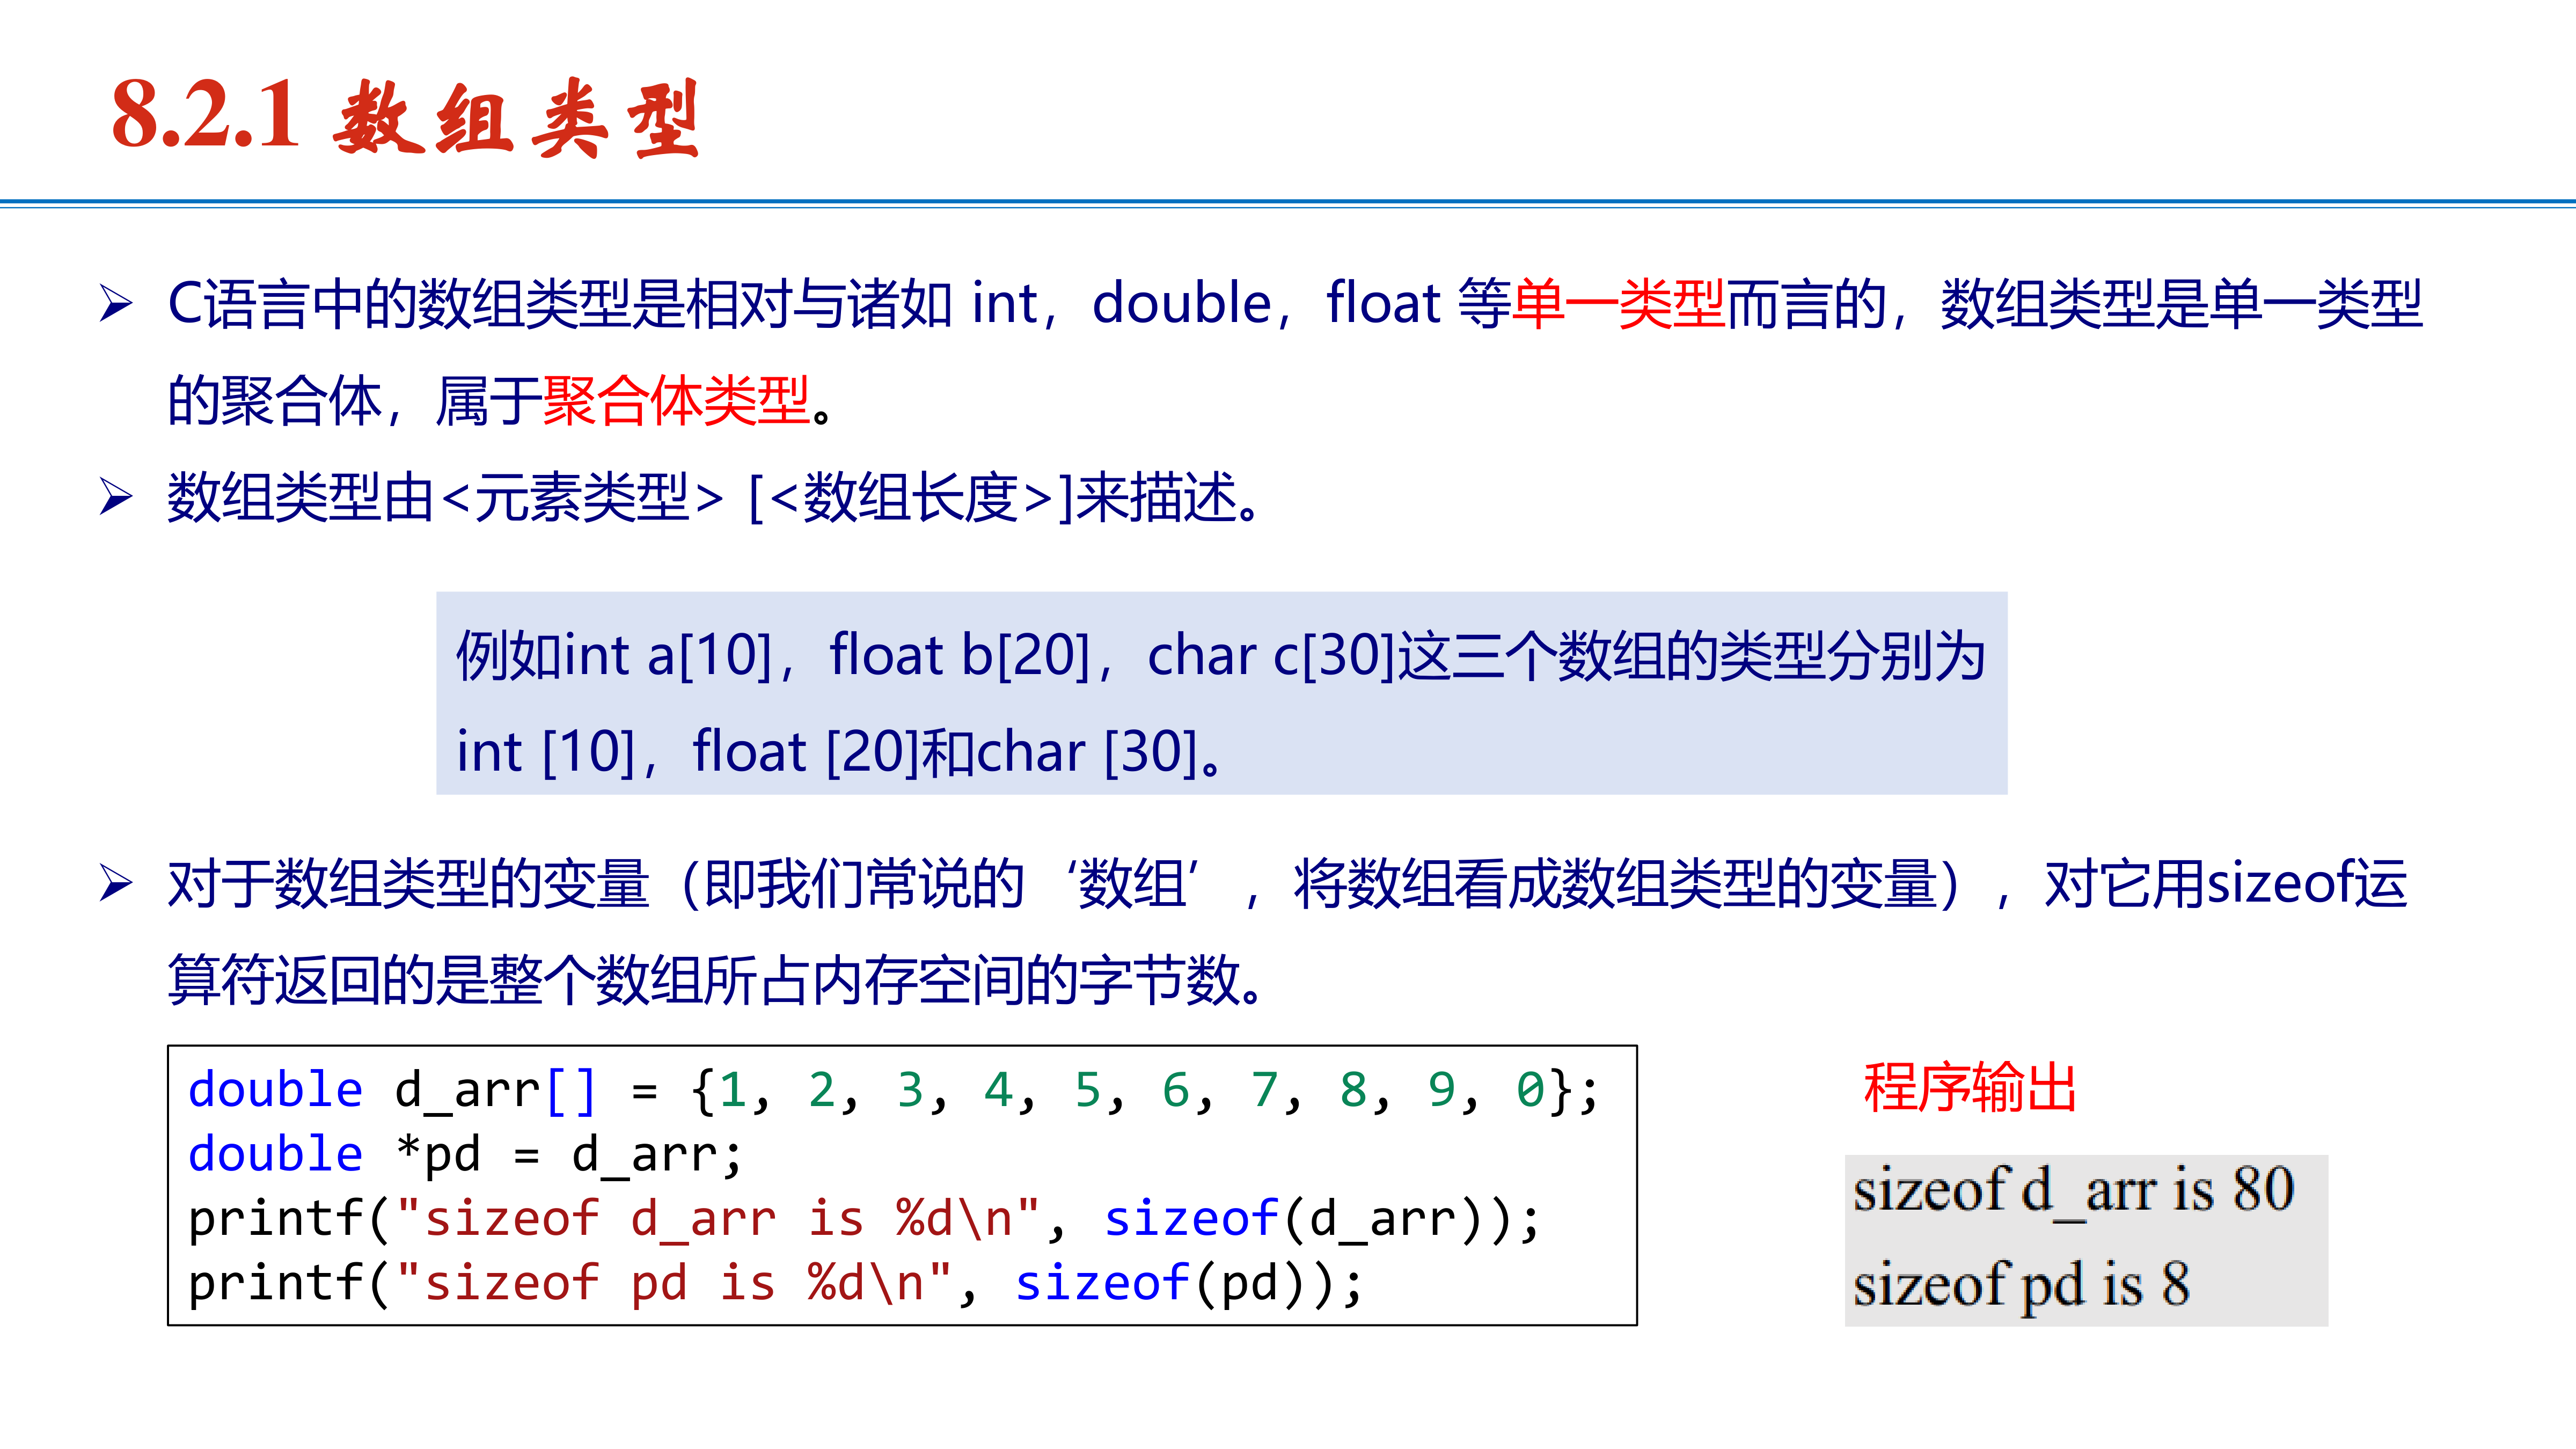 8.2.1 数组类型
➢ C语言中的数组类型是相对与诸如 int，double，float 等单一类型而言的，数组类型是单一类型
的聚合体，属于聚合体类型。
➢ 数组类型由<元素类型> [<数组长度>]来描述。
例如int a[10]，float b[20]，char c[30]这三个数组的类型分别为
int [10]，float [20]和char [30]。
➢ 对于数组类型的变量（即我们常说的‘数组’，将数组看成数组类型的变量），对它用sizeof运
算符返回的是整个数组所占内存空间的字节数。
double d_arr[] = {1, 2, 3, 4, 5, 6, 7, 8, 9, 0};
double *pd = d_arr;
printf("sizeof d_arr is %d\n", sizeof(d_arr));
printf("sizeof pd is %d\n", sizeof(pd));
程序输出
sizeof d_arr is 80
sizeof pd is 8